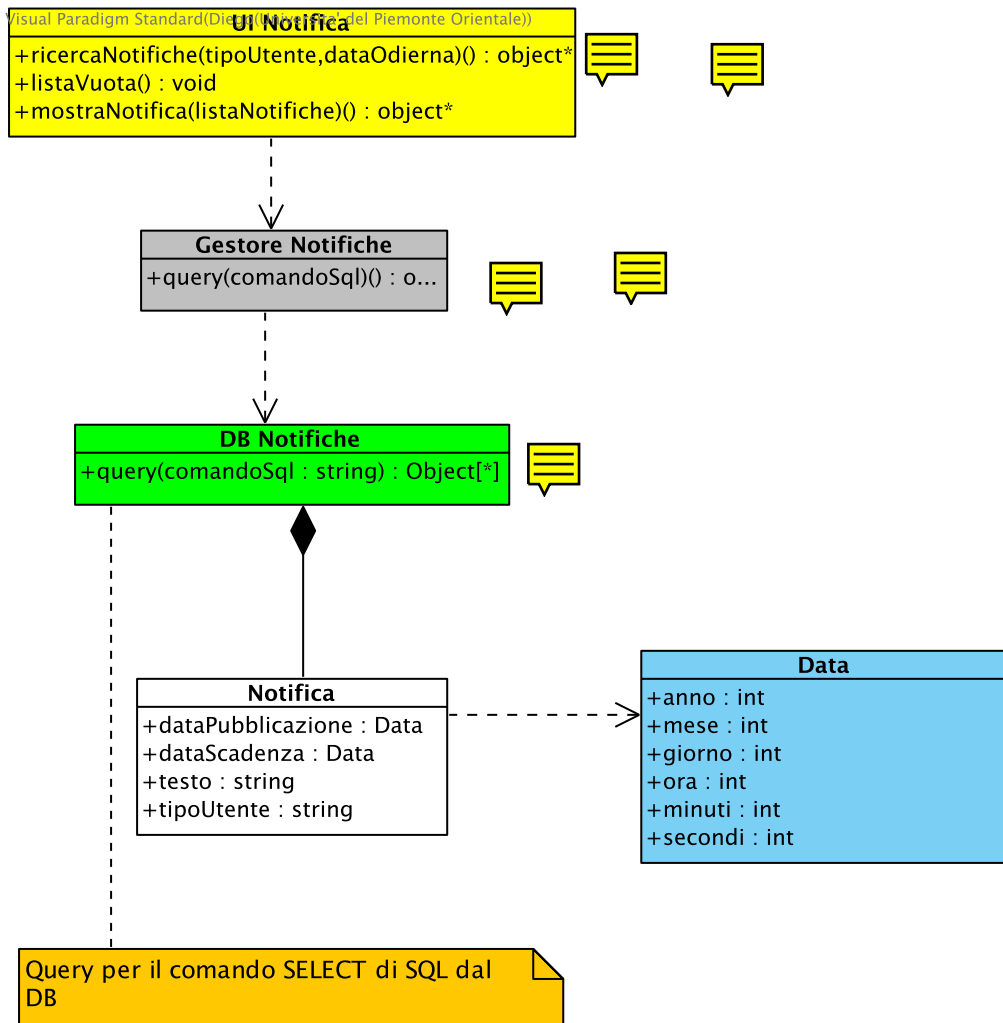 Visual Paradigm Standard(Diego(Universita' del Piemonte Orientale))
UI Notifica
+ricercaNotifiche(tipoUtente,dataOdierna)() : object*
+listaVuota() : void
+mostraNotifica(listaNotifiche)() : object*
Gestore Notifiche
+query(comandoSql)() : o...
DB Notifiche
+query(comandoSql : string) : Object[*]
Notifica
+dataPubblicazione : Data
+dataScadenza : Data
+testo : string
+tipoUtente : string
Data
+anno : int
+mese : int
+giorno : int
+ora : int
+minuti : int
+secondi : int
Query per il comando SELECT di SQL dal
DB